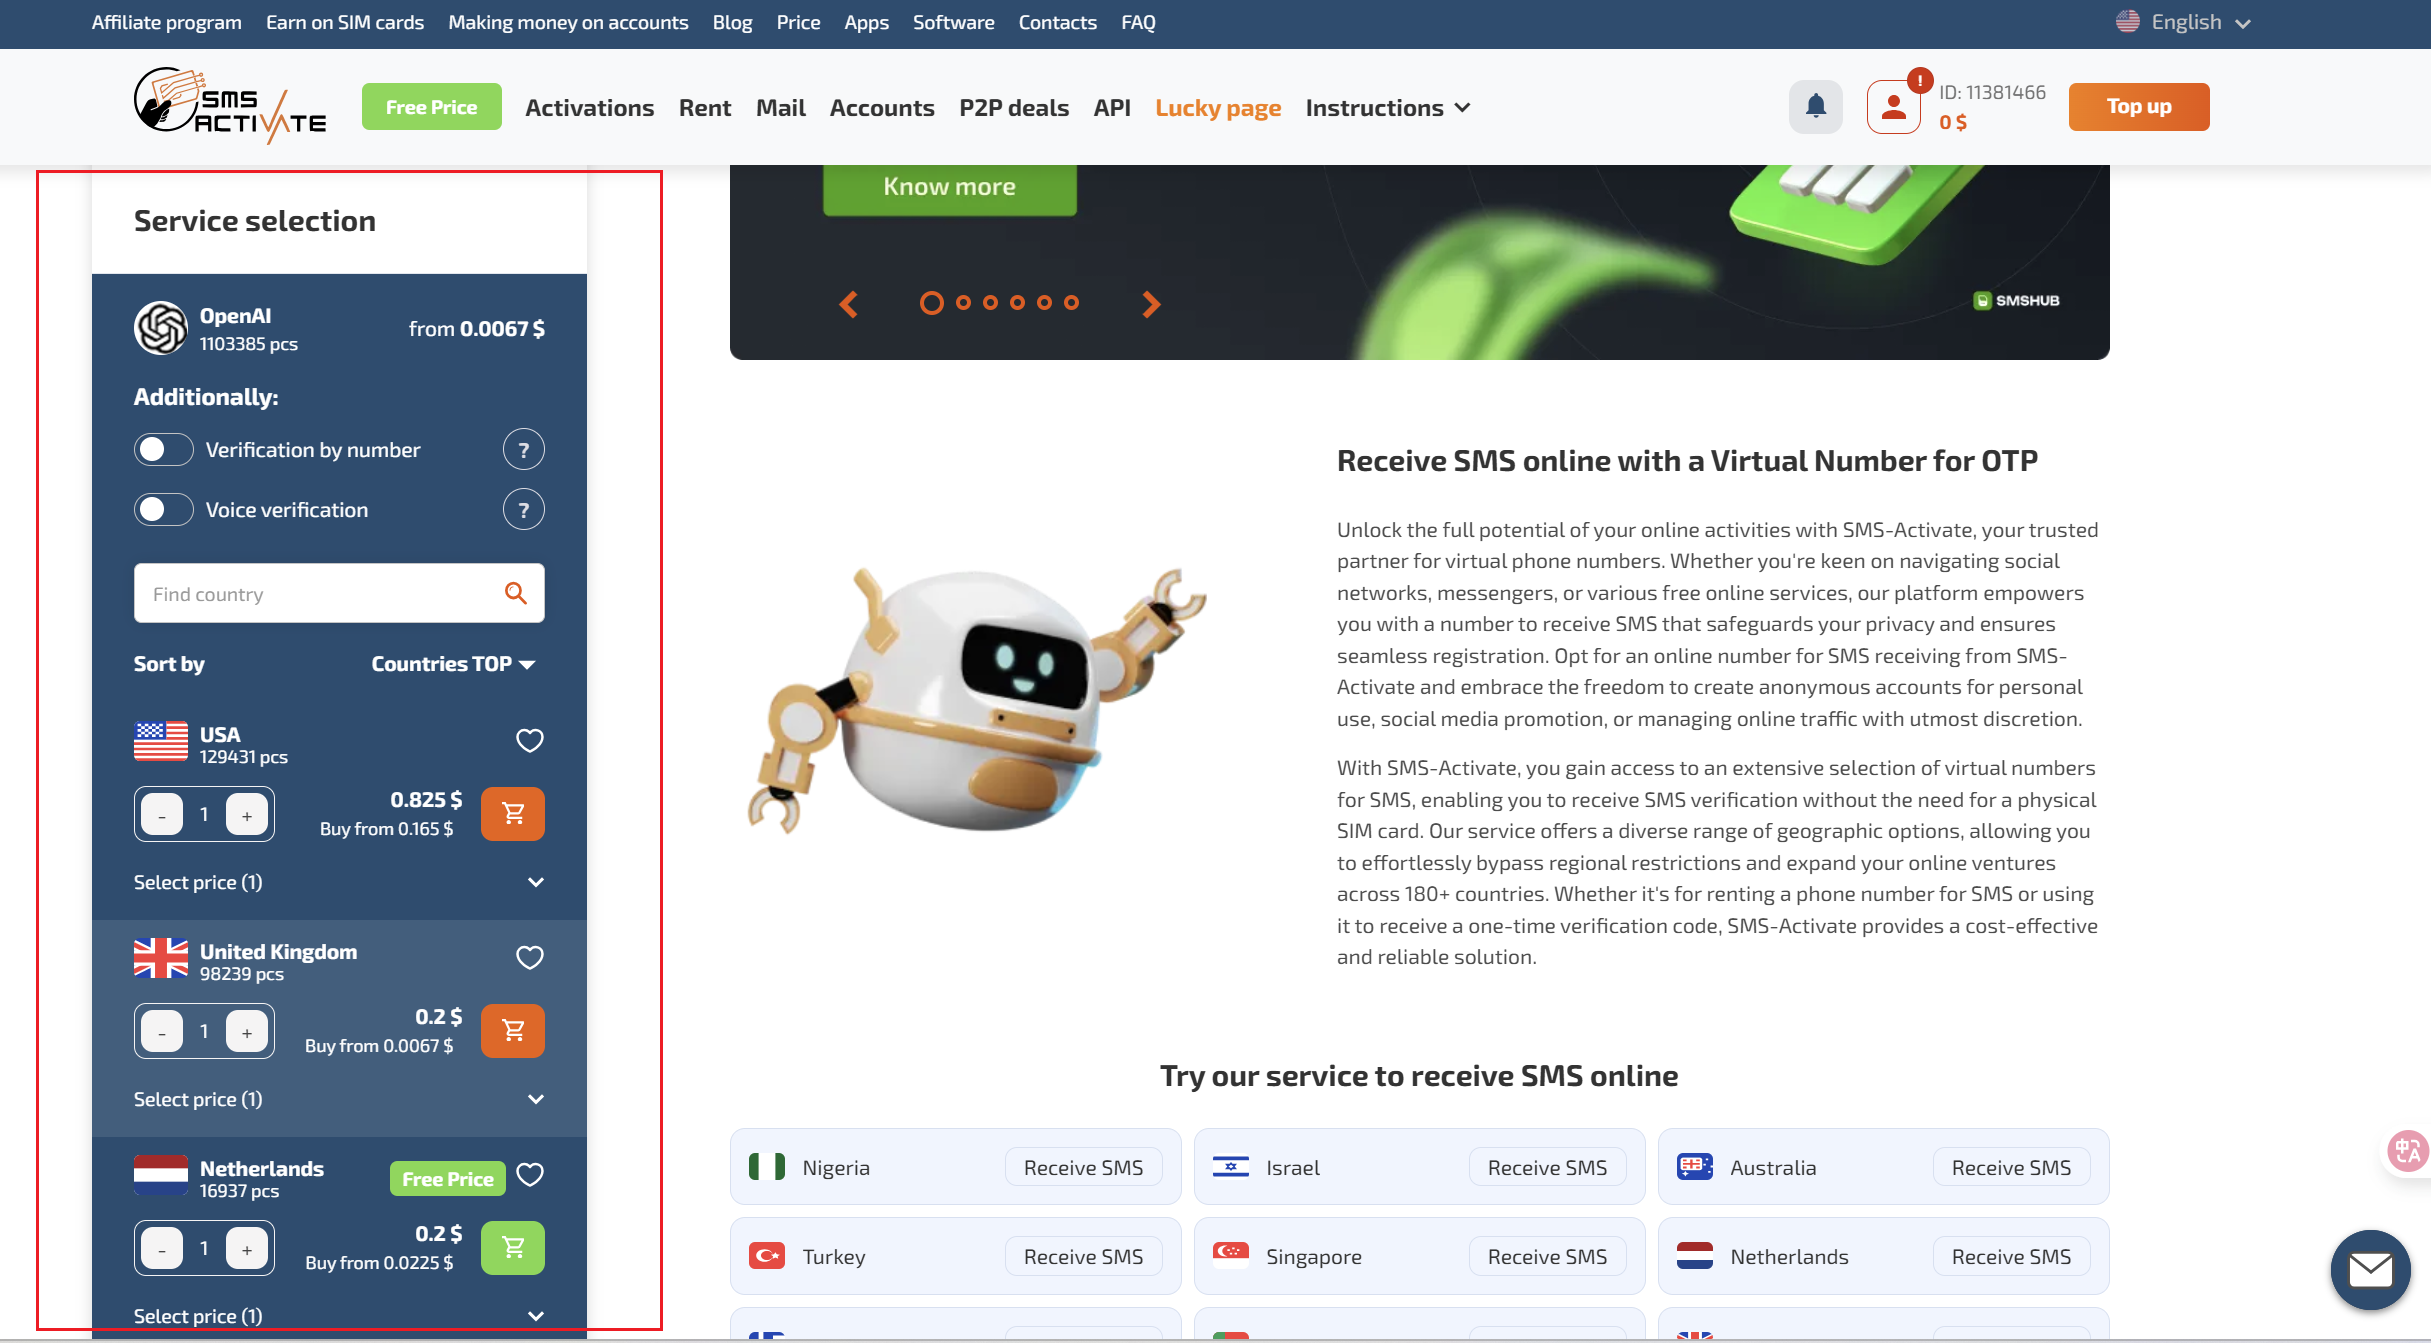 Affiliate program Earn on SIM cards Making money on accounts Blog Price Apps Software Contacts FAQ English
SMS
ACTIVATE
Free Price Activations Rent Mail Accounts P2P deals API Lucky page Instructions
!
ID: 11381466
0 $
Top up
Service selection
OpenAI
1103385 pcs
from 0.0067 $
Additionally:
Verification by number ?
Voice verification ?
Find country
Sort by Countries TOP
USA
129431 pcs
- 1 +
0.825 $
Buy from 0.165 $
Select price (1)
United Kingdom
98239 pcs
- 1 +
0.2 $
Buy from 0.0067 $
Select price (1)
Netherlands
16937 pcs
Free Price
- 1 +
0.2 $
Buy from 0.0225 $
Select price (1)
Know more
SMSHUB
Receive SMS online with a Virtual Number for OTP
Unlock the full potential of your online activities with SMS-Activate, your trusted
partner for virtual phone numbers. Whether you're keen on navigating social
networks, messengers, or various free online services, our platform empowers
you with a number to receive SMS that safeguards your privacy and ensures
seamless registration. Opt for an online number for SMS receiving from SMS-
Activate and embrace the freedom to create anonymous accounts for personal
use, social media promotion, or managing online traffic with utmost discretion.
With SMS-Activate, you gain access to an extensive selection of virtual numbers
for SMS, enabling you to receive SMS verification without the need for a physical
SIM card. Our service offers a diverse range of geographic options, allowing you
to effortlessly bypass regional restrictions and expand your online ventures
across 180+ countries. Whether it's for renting a phone number for SMS or using
it to receive a one-time verification code, SMS-Activate provides a cost-effective
and reliable solution.
Try our service to receive SMS online
Nigeria Receive SMS
Israel Receive SMS
Australia Receive SMS
Turkey Receive SMS
Singapore Receive SMS
Netherlands Receive SMS
中A